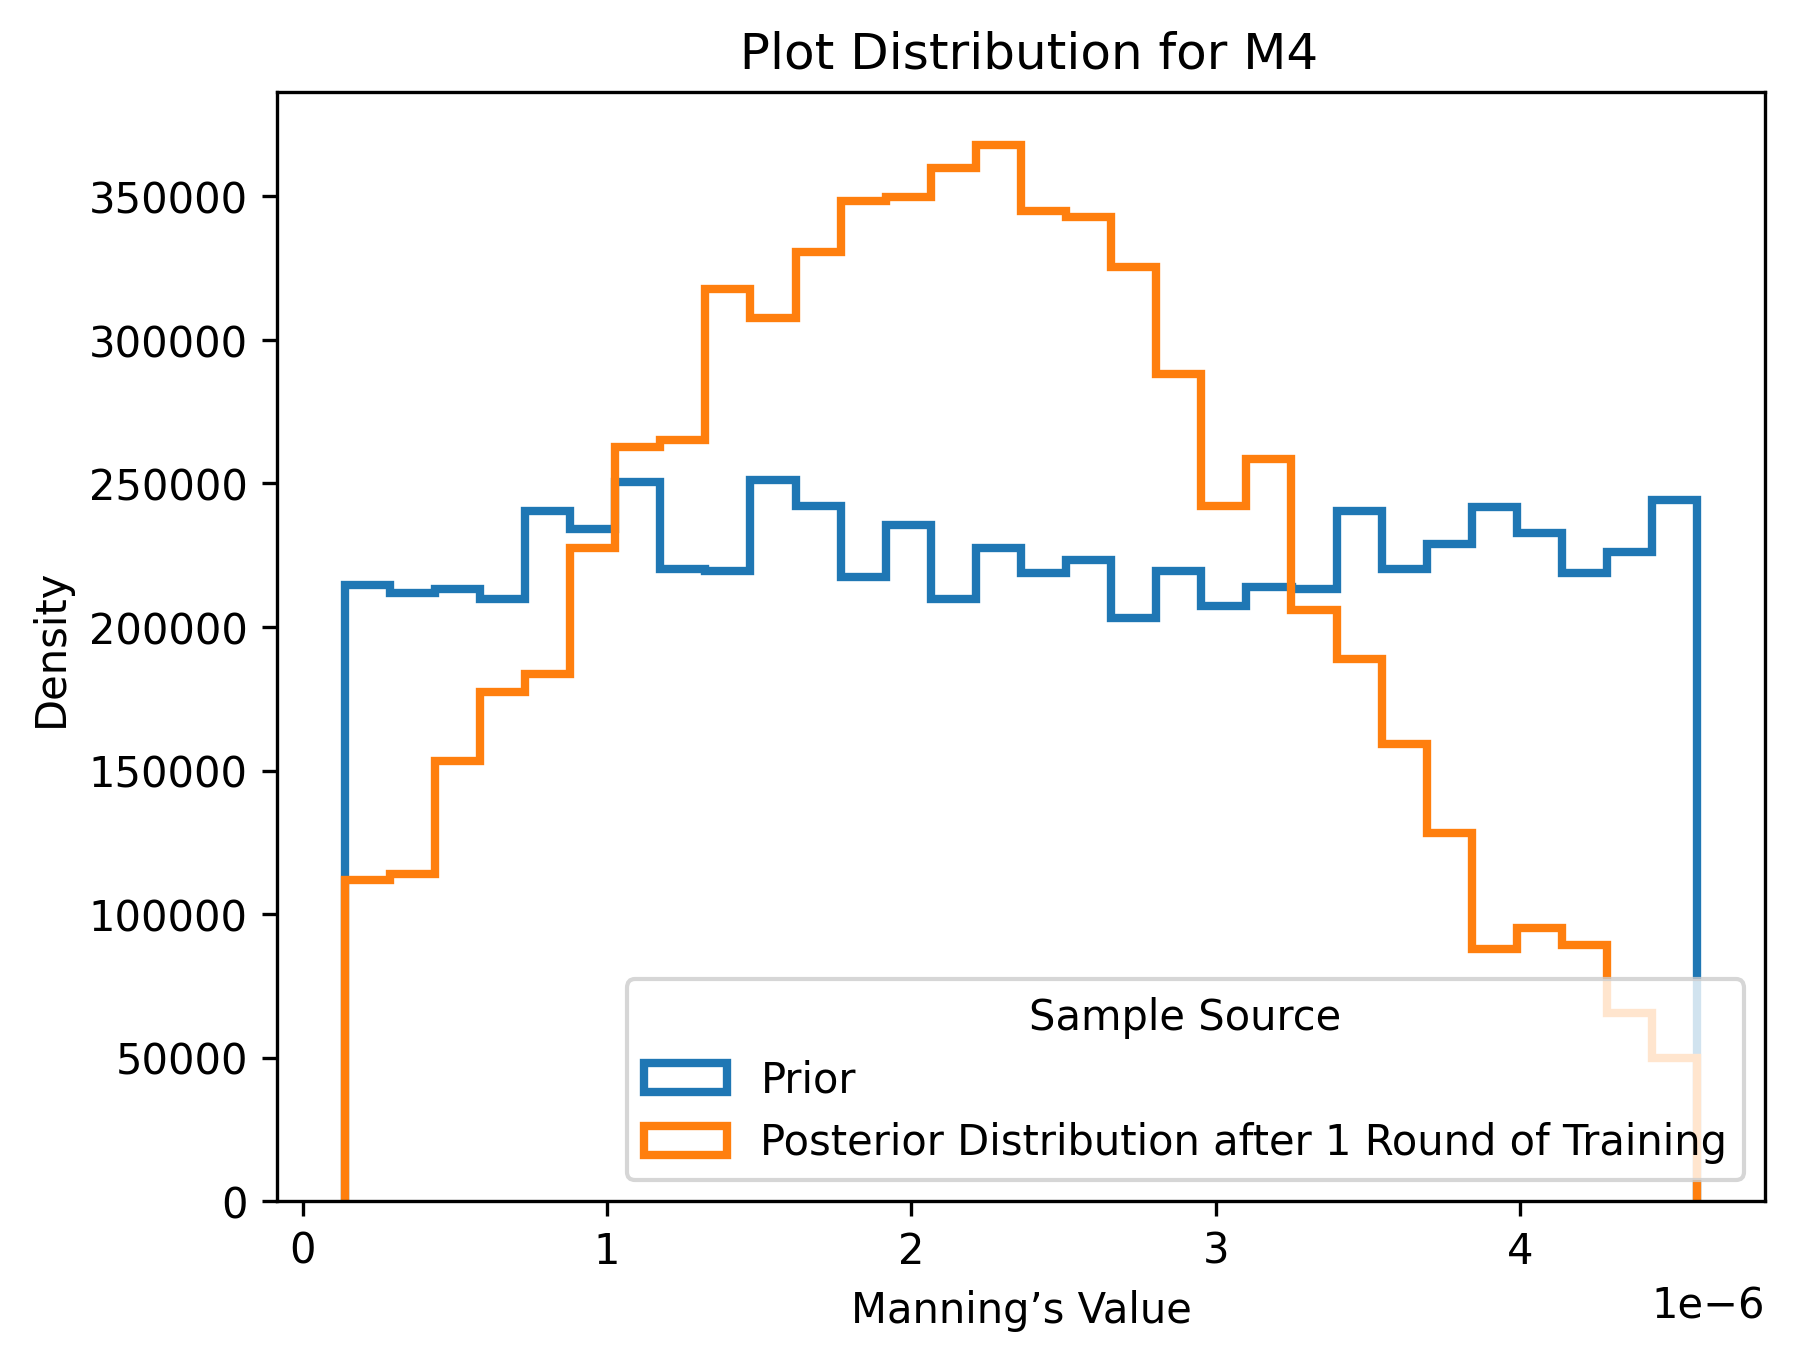 Plot Distribution for M4
350000
300000
250000
200000
150000
100000
50000
0
Density
Sample Source
Prior
Posterior Distribution after 1 Round of Training
0 1 2 3 4
1e−6
Manning’s Value